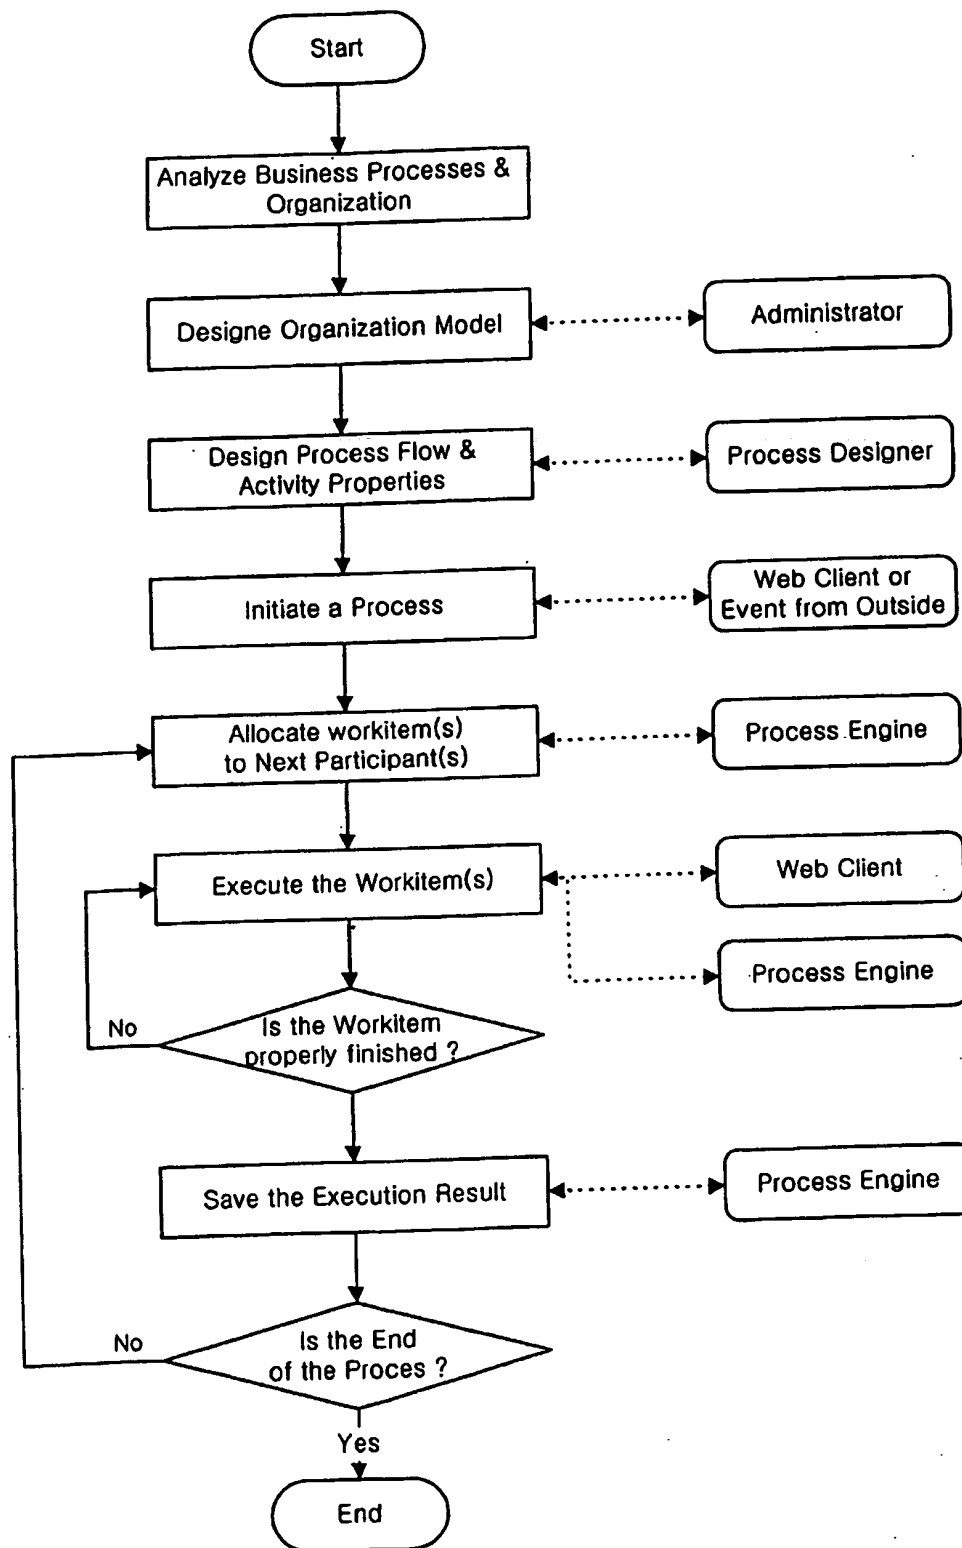 Start
Analyze Business Processes &
Organization
Designe Organization Model
Administrator
Design Process Flow &
Activity Properties
Process Designer
Initiate a Process
Web Client or
Event from Outside
Allocate workitem(s)
to Next Participant(s)
Process Engine
Execute the Workitem(s)
Web Client
Process Engine
No
Is the Workitem
properly finished ?
Save the Execution Result
Process Engine
No
Is the End
of the Proces ?
Yes
End